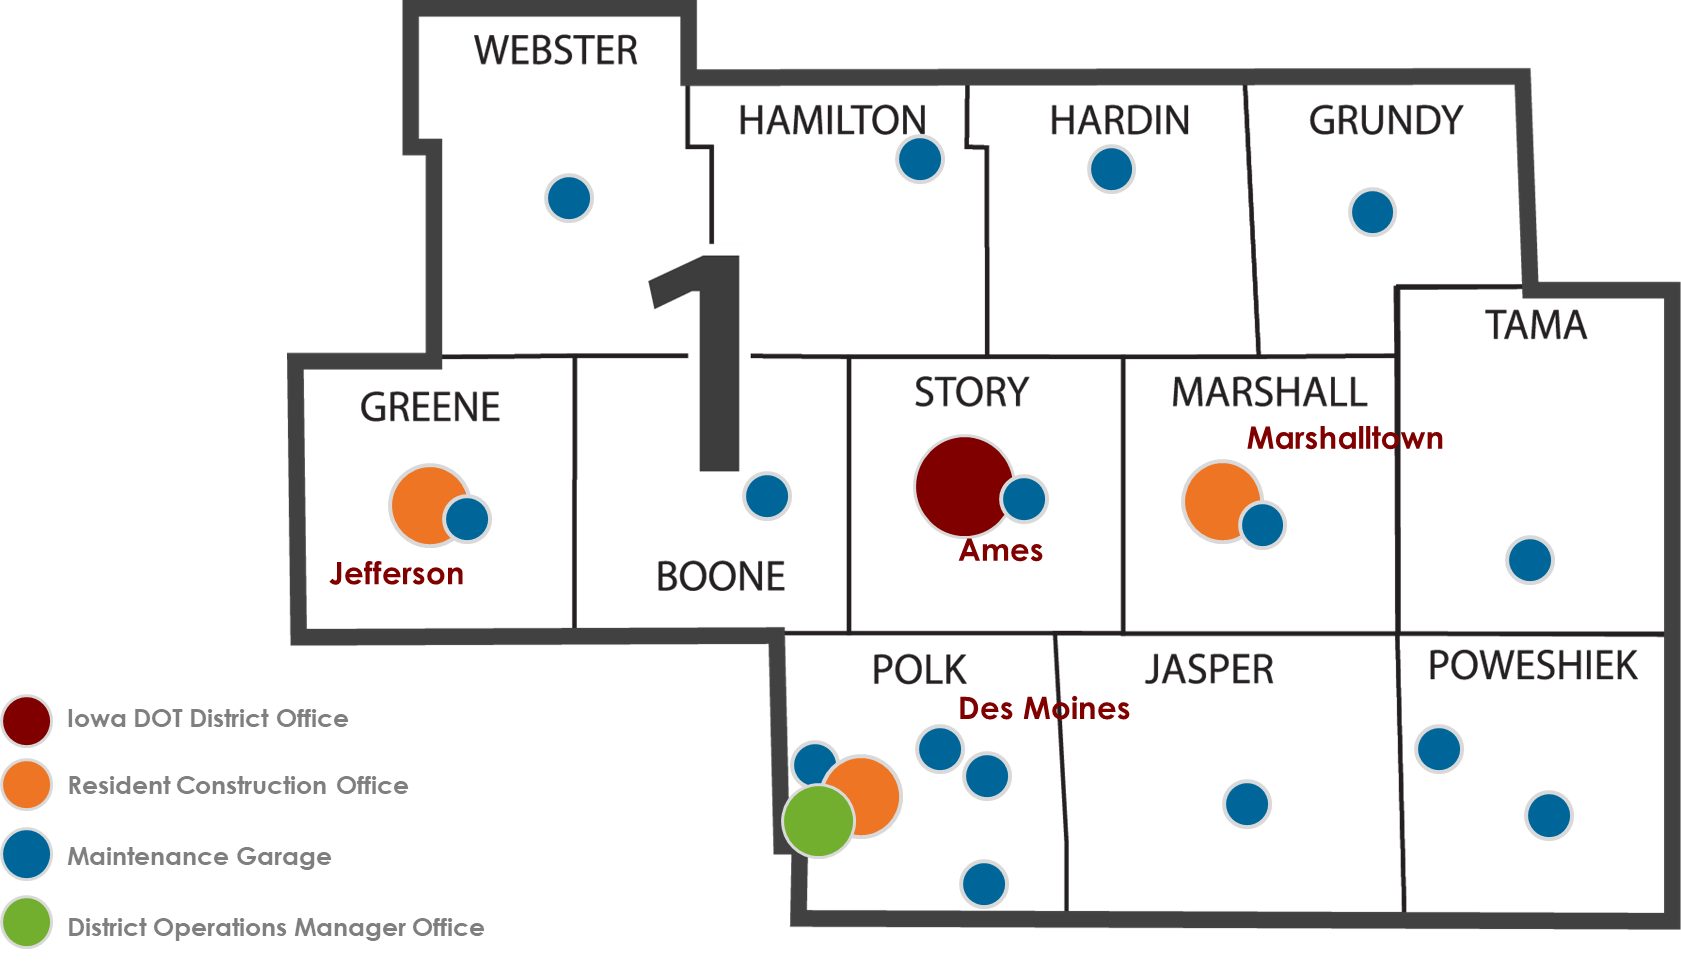 WEBSTER
HAMILTON
HARDIN
GRUNDY
1
TAMA
GREENE
STORY
MARSHALL
Marshalltown
Ames
Jefferson
BOONE
POLK
JASPER
POWESHIEK
Des Moines
Iowa DOT District Office
Resident Construction Office
Maintenance Garage
District Operations Manager Office